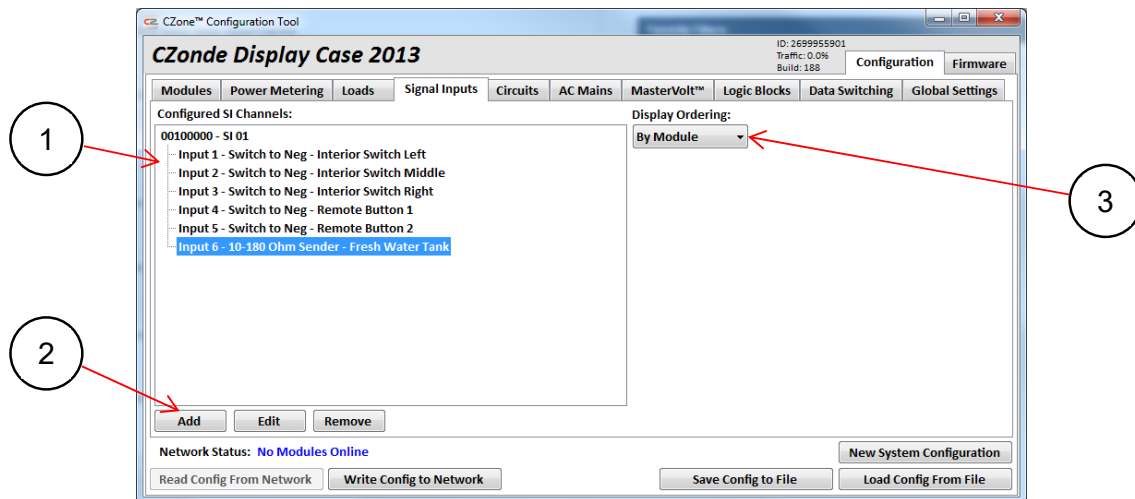 CZ CZone™ Configuration Tool
CZonde Display Case 2013
ID: 2699955901
Traffic: 0.0%
Build: 188
Configuration Firmware
Modules Power Metering Loads Signal Inputs Circuits AC Mains MasterVolt™ Logic Blocks Data Switching Global Settings
Configured SI Channels:
Display Ordering:
00100000 - SI 01
By Module
1
Input 1 - Switch to Neg - Interior Switch Left
Input 2 - Switch to Neg - Interior Switch Middle
Input 3 - Switch to Neg - Interior Switch Right
3
Input 4 - Switch to Neg - Remote Button 1
Input 5 - Switch to Neg - Remote Button 2
Input 6 - 10-180 Ohm Sender - Fresh Water Tank
2
Add Edit Remove
Network Status: No Modules Online
New System Configuration
Read Config From Network Write Config to Network Save Config to File Load Config From File